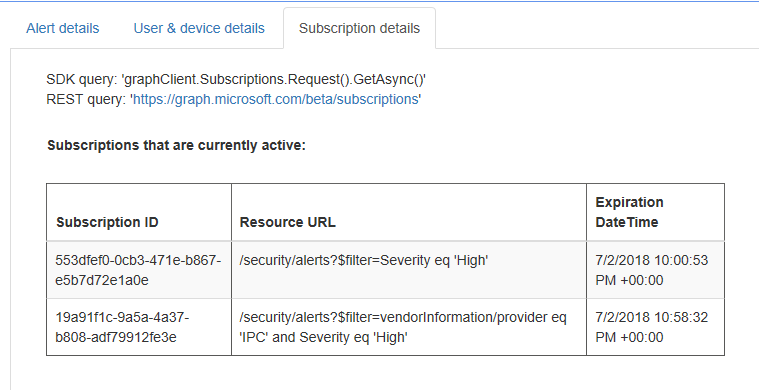 Alert details
User & device details
Subscription details
SDK query: 'graphClient.Subscriptions.Request().GetAsync()'
REST query: 'https://graph.microsoft.com/beta/subscriptions'
Subscriptions that are currently active:
Subscription ID
Resource URL
Expiration
DateTime
553dfef0-0cb3-471e-b867-
e5b7d72e1a0e
/security/alerts?$filter=Severity eq 'High'
7/2/2018 10:00:53
PM +00:00
19a91f1c-9a5a-4a37-
b808-adf79912fe3e
/security/alerts?$filter=vendorInformation/provider eq
'IPC' and Severity eq 'High'
7/2/2018 10:58:32
PM +00:00